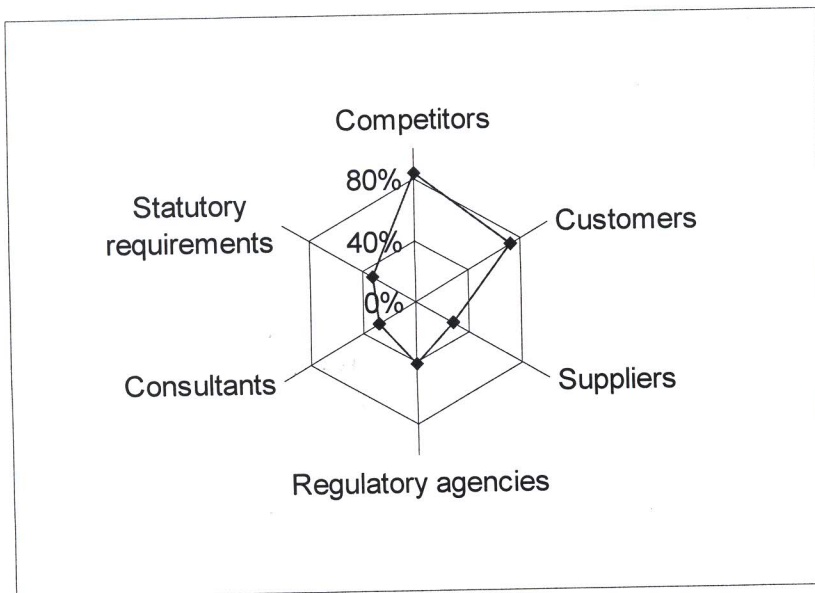 Competitors
80%
Statutory
requirements
Customers
40%
0%
Consultants
Suppliers
Regulatory agencies